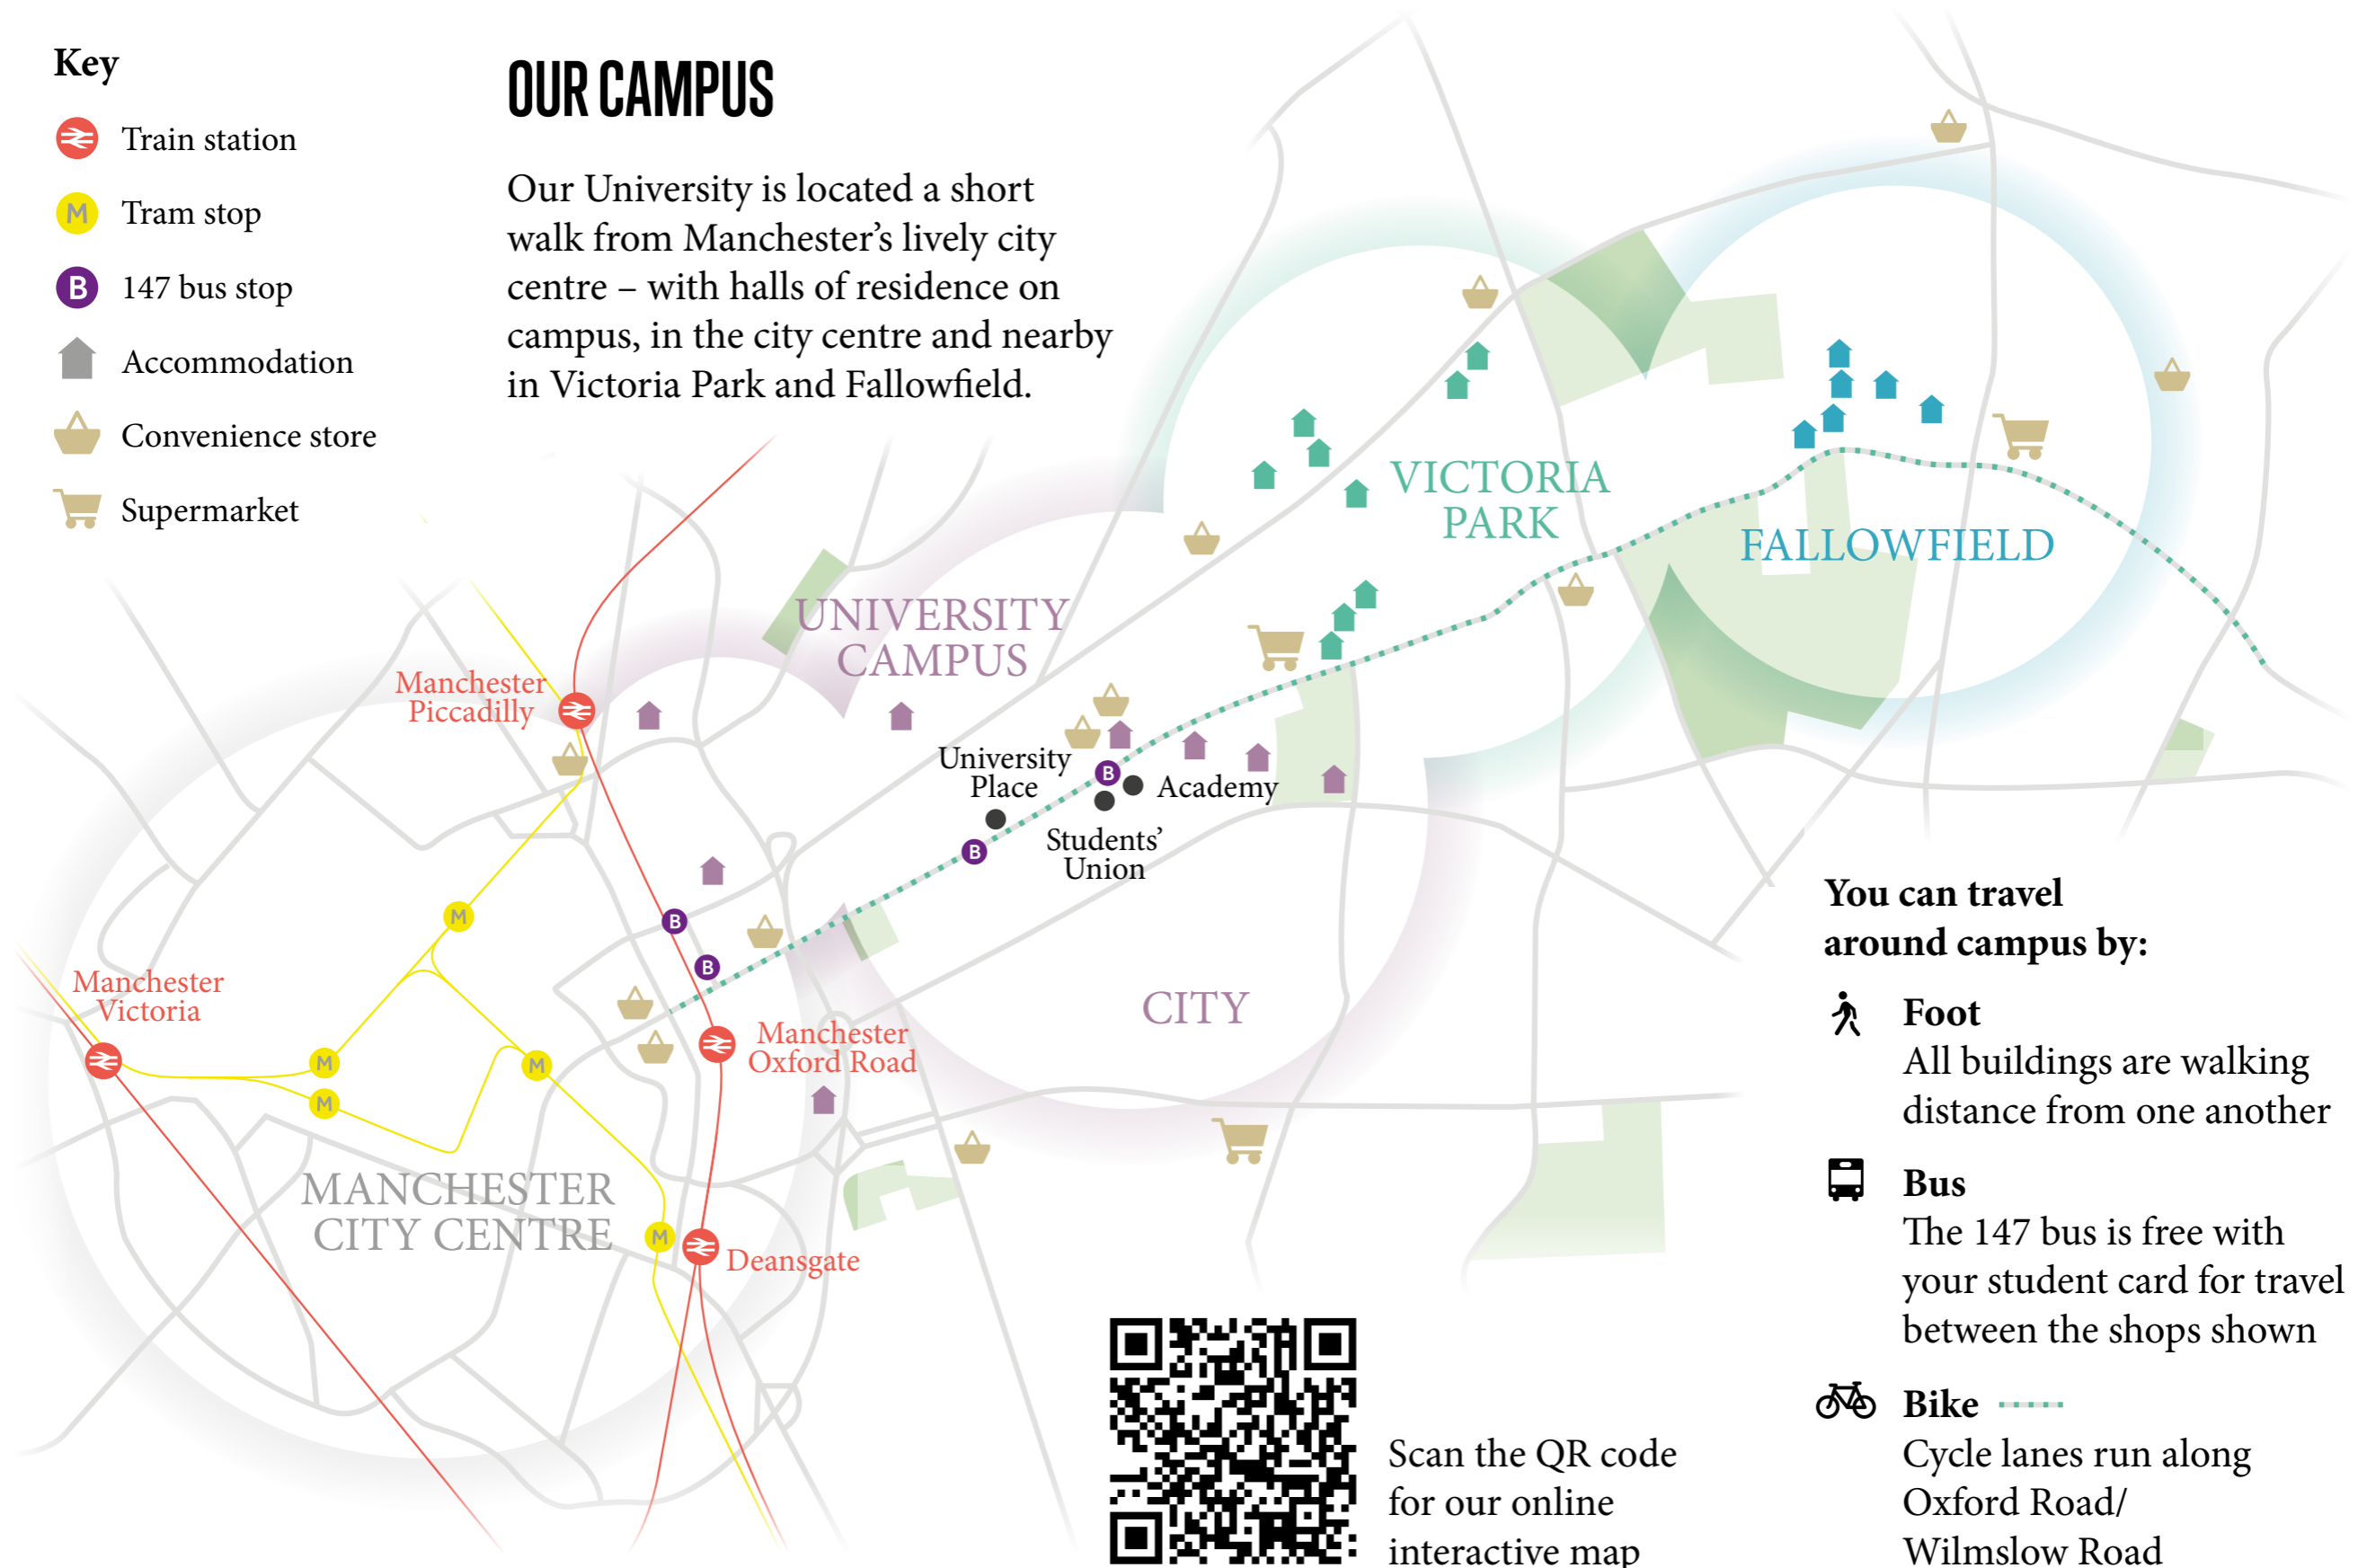 Key
Train station
M
Tram stop
B
147 bus stop
Accommodation
Convenience store
Supermarket
OUR CAMPUS
Our University is located a short
walk from Manchester’s lively city
centre – with halls of residence on
campus, in the city centre and nearby
in Victoria Park and Fallowfield.
VICTORIA
PARK
FALLOWFIELD
UNIVERSITY
CAMPUS
Manchester
Piccadilly
University
Place
B
Academy
Students’
Union
B
M
B
B
Manchester
Victoria
CITY
Manchester
Oxford Road
M
M
M
MANCHESTER
CITY CENTRE
M
Deansgate
You can travel
around campus by:
Foot
All buildings are walking
distance from one another
Bus
The 147 bus is free with
your student card for travel
between the shops shown
Bike
Cycle lanes run along
Oxford Road/
Wilmslow Road
Scan the QR code
for our online
interactive map